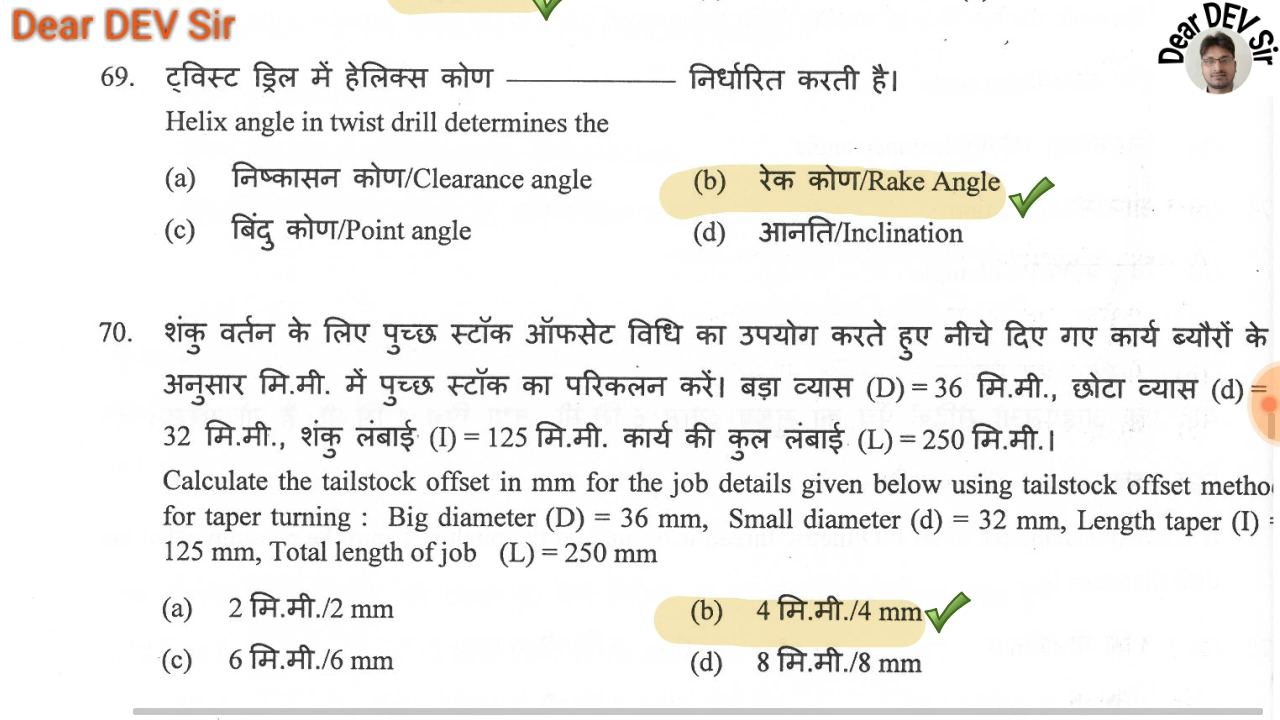 Dear DEV Sir
Dear DEV Sir
69. ट्विस्ट ड्रिल में हेलिक्स कोण ____________ निर्धारित करती है।
Helix angle in twist drill determines the
(a) निष्कासन कोण/Clearance angle (b) रेक कोण/Rake Angle
(c) बिंदु कोण/Point angle (d) आनति/Inclination
70. शंकु वर्तन के लिए पुच्छ स्टॉक ऑफसेट विधि का उपयोग करते हुए नीचे दिए गए कार्य ब्यौरों के
अनुसार मि.मी. में पुच्छ स्टॉक का परिकलन करें। बड़ा व्यास (D) = 36 मि.मी., छोटा व्यास (d) =
32 मि.मी., शंकु लंबाई (I) = 125 मि.मी. कार्य की कुल लंबाई (L) = 250 मि.मी.।
Calculate the tailstock offset in mm for the job details given below using tailstock offset metho
for taper turning : Big diameter (D) = 36 mm, Small diameter (d) = 32 mm, Length taper (I) =
125 mm, Total length of job (L) = 250 mm
(a) 2 मि.मी./2 mm (b) 4 मि.मी./4 mm
(c) 6 मि.मी./6 mm (d) 8 मि.मी./8 mm